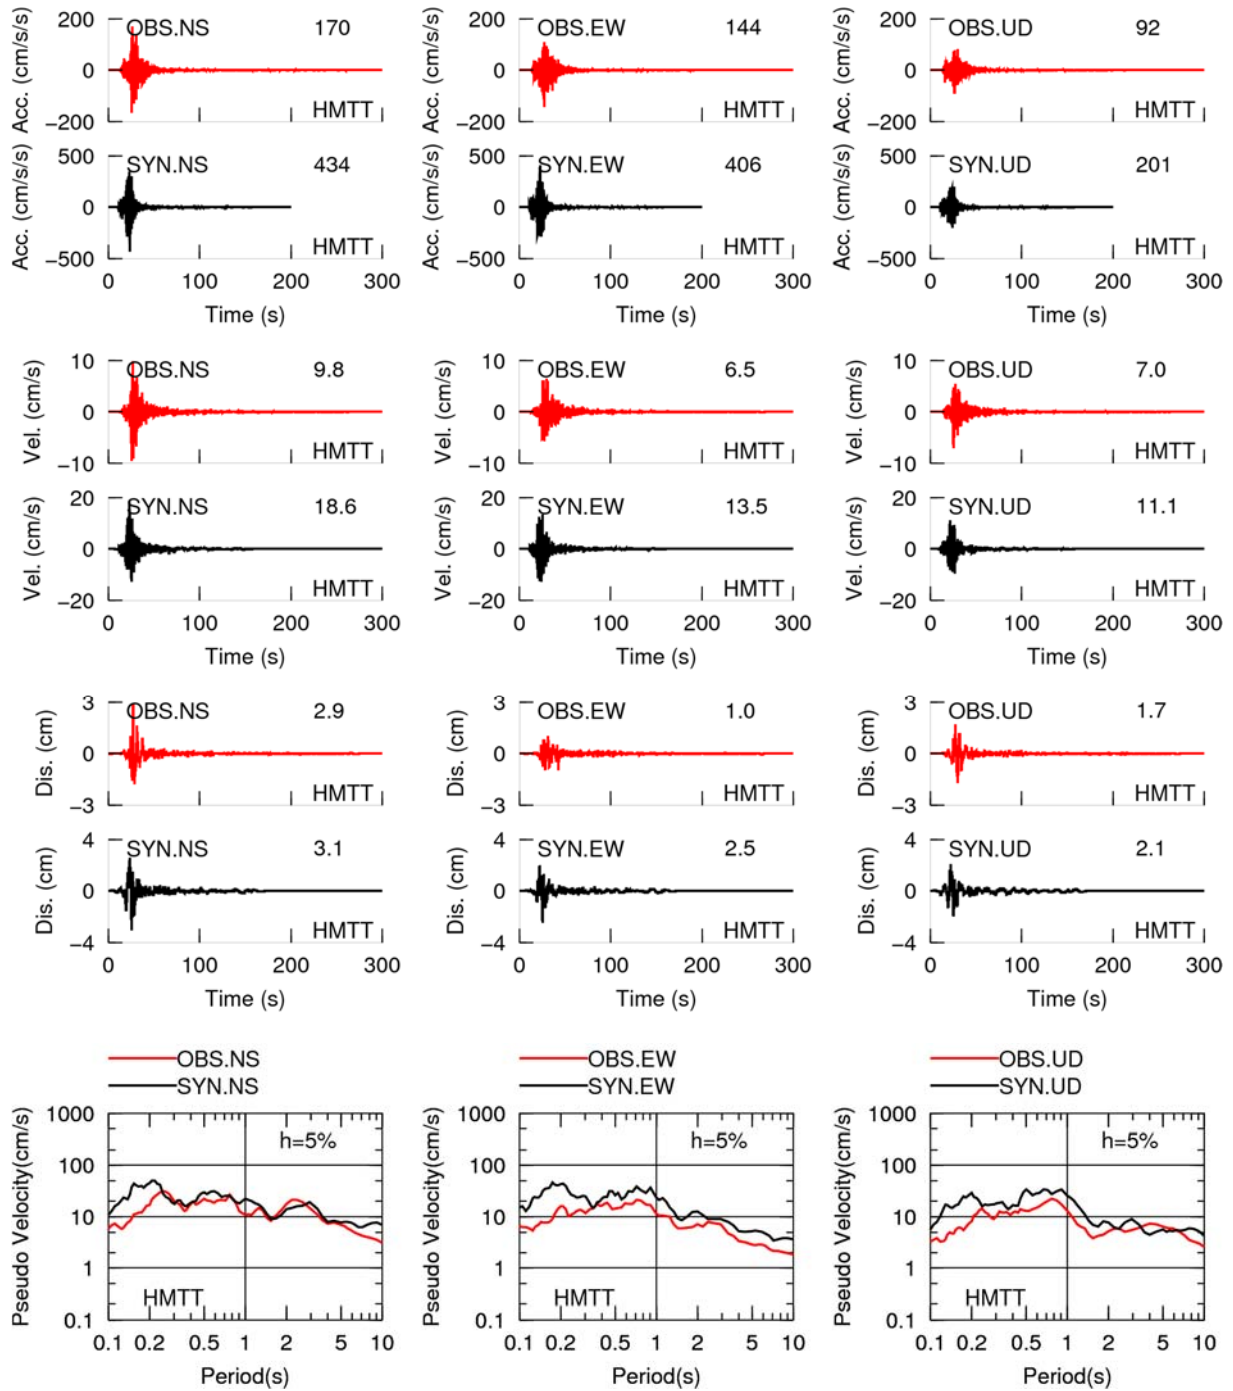 200 OBS.NS 170 200 OBS.EW 144 200 OBS.UD 92
Acc. (cm/s/s) 0 Acc. (cm/s/s) 0 Acc. (cm/s/s) 0
−200 HMTT −200 HMTT −200 HMTT
500 SYN.NS 434 500 SYN.EW 406 500 SYN.UD 201
Acc. (cm/s/s) 0 Acc. (cm/s/s) 0 Acc. (cm/s/s) 0
−500 HMTT −500 HMTT −500 HMTT
0 100 200 300 0 100 200 300 0 100 200 300
Time (s) Time (s) Time (s)
10 OBS.NS 9.8 10 OBS.EW 6.5 10 OBS.UD 7.0
Vel. (cm/s) 0 Vel. (cm/s) 0 Vel. (cm/s) 0
−10 HMTT −10 HMTT −10 HMTT
20 SYN.NS 18.6 20 SYN.EW 13.5 20 SYN.UD 11.1
Vel. (cm/s) 0 Vel. (cm/s) 0 Vel. (cm/s) 0
−20 HMTT −20 HMTT −20 HMTT
0 100 200 300 0 100 200 300 0 100 200 300
Time (s) Time (s) Time (s)
3 OBS.NS 2.9 3 OBS.EW 1.0 3 OBS.UD 1.7
Dis. (cm) 0 Dis. (cm) 0 Dis. (cm) 0
−3 HMTT −3 HMTT −3 HMTT
4 SYN.NS 3.1 4 SYN.EW 2.5 4 SYN.UD 2.1
Dis. (cm) 0 Dis. (cm) 0 Dis. (cm) 0
−4 HMTT −4 HMTT −4 HMTT
0 100 200 300 0 100 200 300 0 100 200 300
Time (s) Time (s) Time (s)
OBS.NS OBS.EW OBS.UD
SYN.NS SYN.EW SYN.UD
1000 1000 1000
h=5% h=5% h=5%
100 100 100
Pseudo Velocity(cm/s) Pseudo Velocity(cm/s) Pseudo Velocity(cm/s)
10 10 10
1 1 1
HMTT HMTT HMTT
0.1 0.1 0.1
0.1 0.2 0.5 1 2 5 10 0.1 0.2 0.5 1 2 5 10 0.1 0.2 0.5 1 2 5 10
Period(s) Period(s) Period(s)